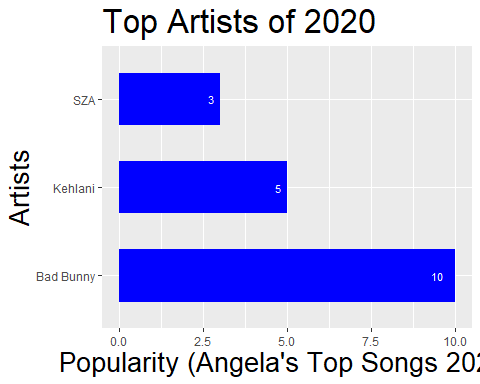 Top Artists of 2020
Artists
SZA
3
Kehlani
5
Bad Bunny
10
0.0 2.5 5.0 7.5 10.0
Popularity (Angela's Top Songs 202